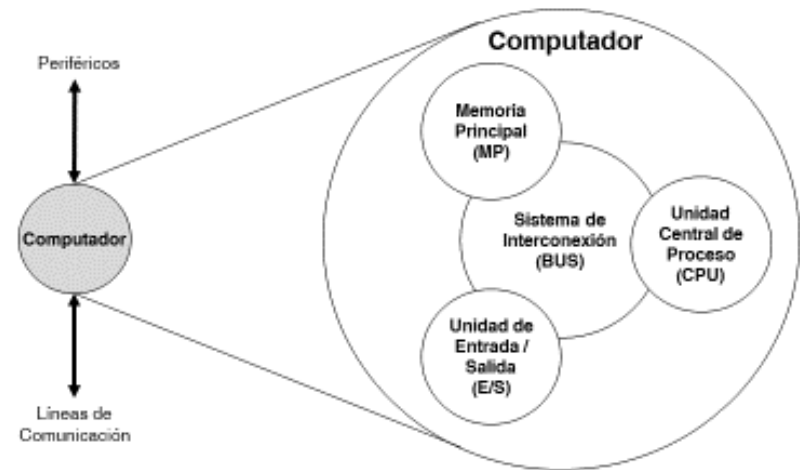 Periféricos
Computador
Líneas de
Comunicación
Computador
Memoria
Principal
(MP)
Sistema de
Interconexión
(BUS)
Unidad
Central de
Proceso
(CPU)
Unidad de
Entrada /
Salida
(E/S)